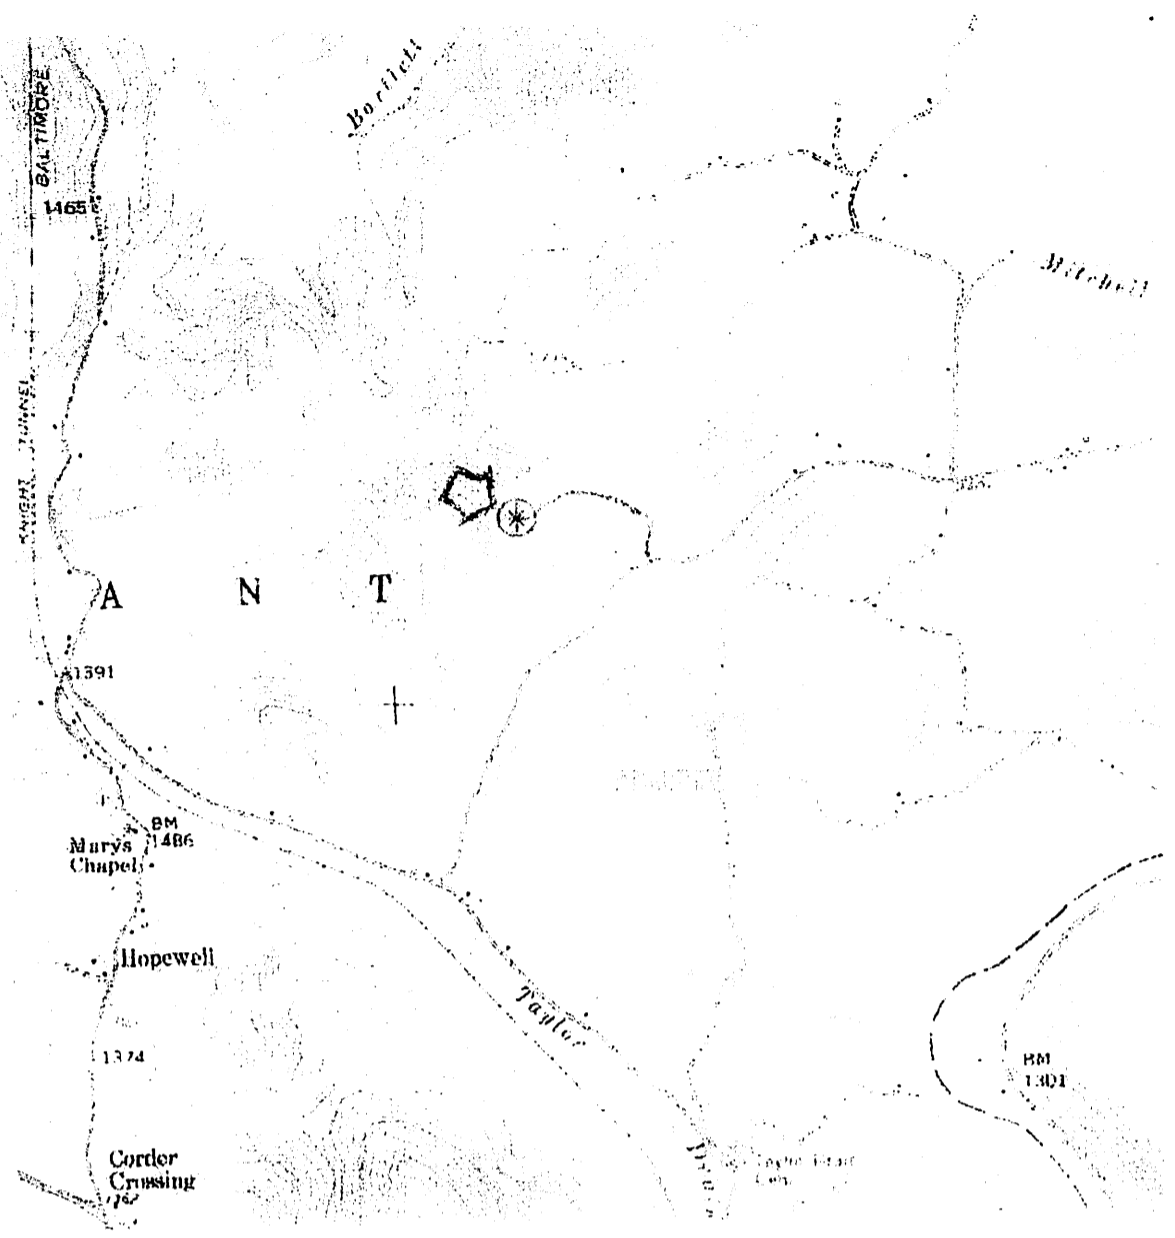 Bartlett
BALTIMORE
1465
Mitchell
KNIGHT TUNNEL
A N T
1391
BM
1486
Marys
Chapel
Hopewell
Taylor
1374
BM
1301
Corder
Crossing